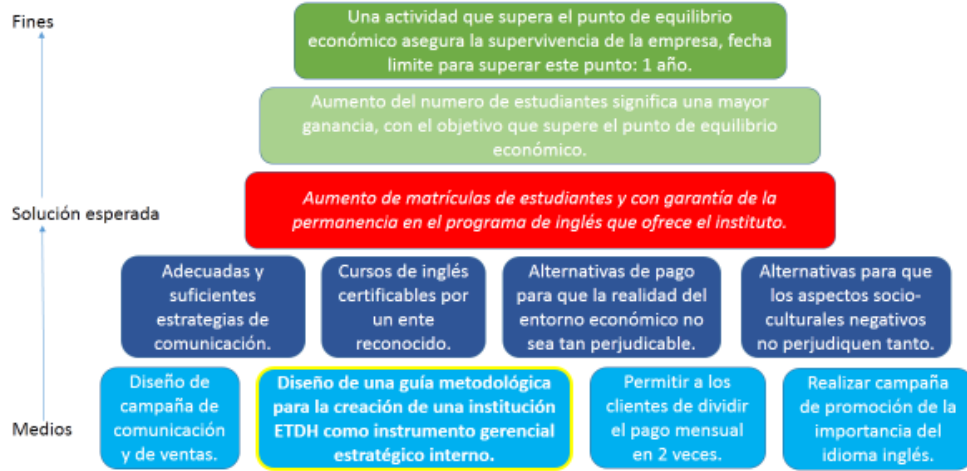 Fines
Una actividad que supera el punto de equilibrio
económico asegura la supervivencia de la empresa, fecha
limite para superar este punto: 1 año.
Aumento del numero de estudiantes significa una mayor
ganancia, con el objetivo que supere el punto de equilibrio
económico.
Solución esperada
Aumento de matrículas de estudiantes y con garantía de la
permanencia en el programa de inglés que ofrece el instituto.
Adecuadas y
suficientes
estrategias de
comunicación.
Cursos de inglés
certificables por
un ente
reconocido.
Alternativas de pago
para que la realidad del
entorno económico no
sea tan perjudicable.
Alternativas para que
los aspectos socio-
culturales negativos
no perjudiquen tanto.
Medios
Diseño de
campaña de
comunicación
y de ventas.
Diseño de una guía metodológica
para la creación de una institución
ETDH como instrumento gerencial
estratégico interno.
Permitir a los
clientes de dividir
el pago mensual
en 2 veces.
Realizar campaña
de promoción de la
importancia del
idioma inglés.